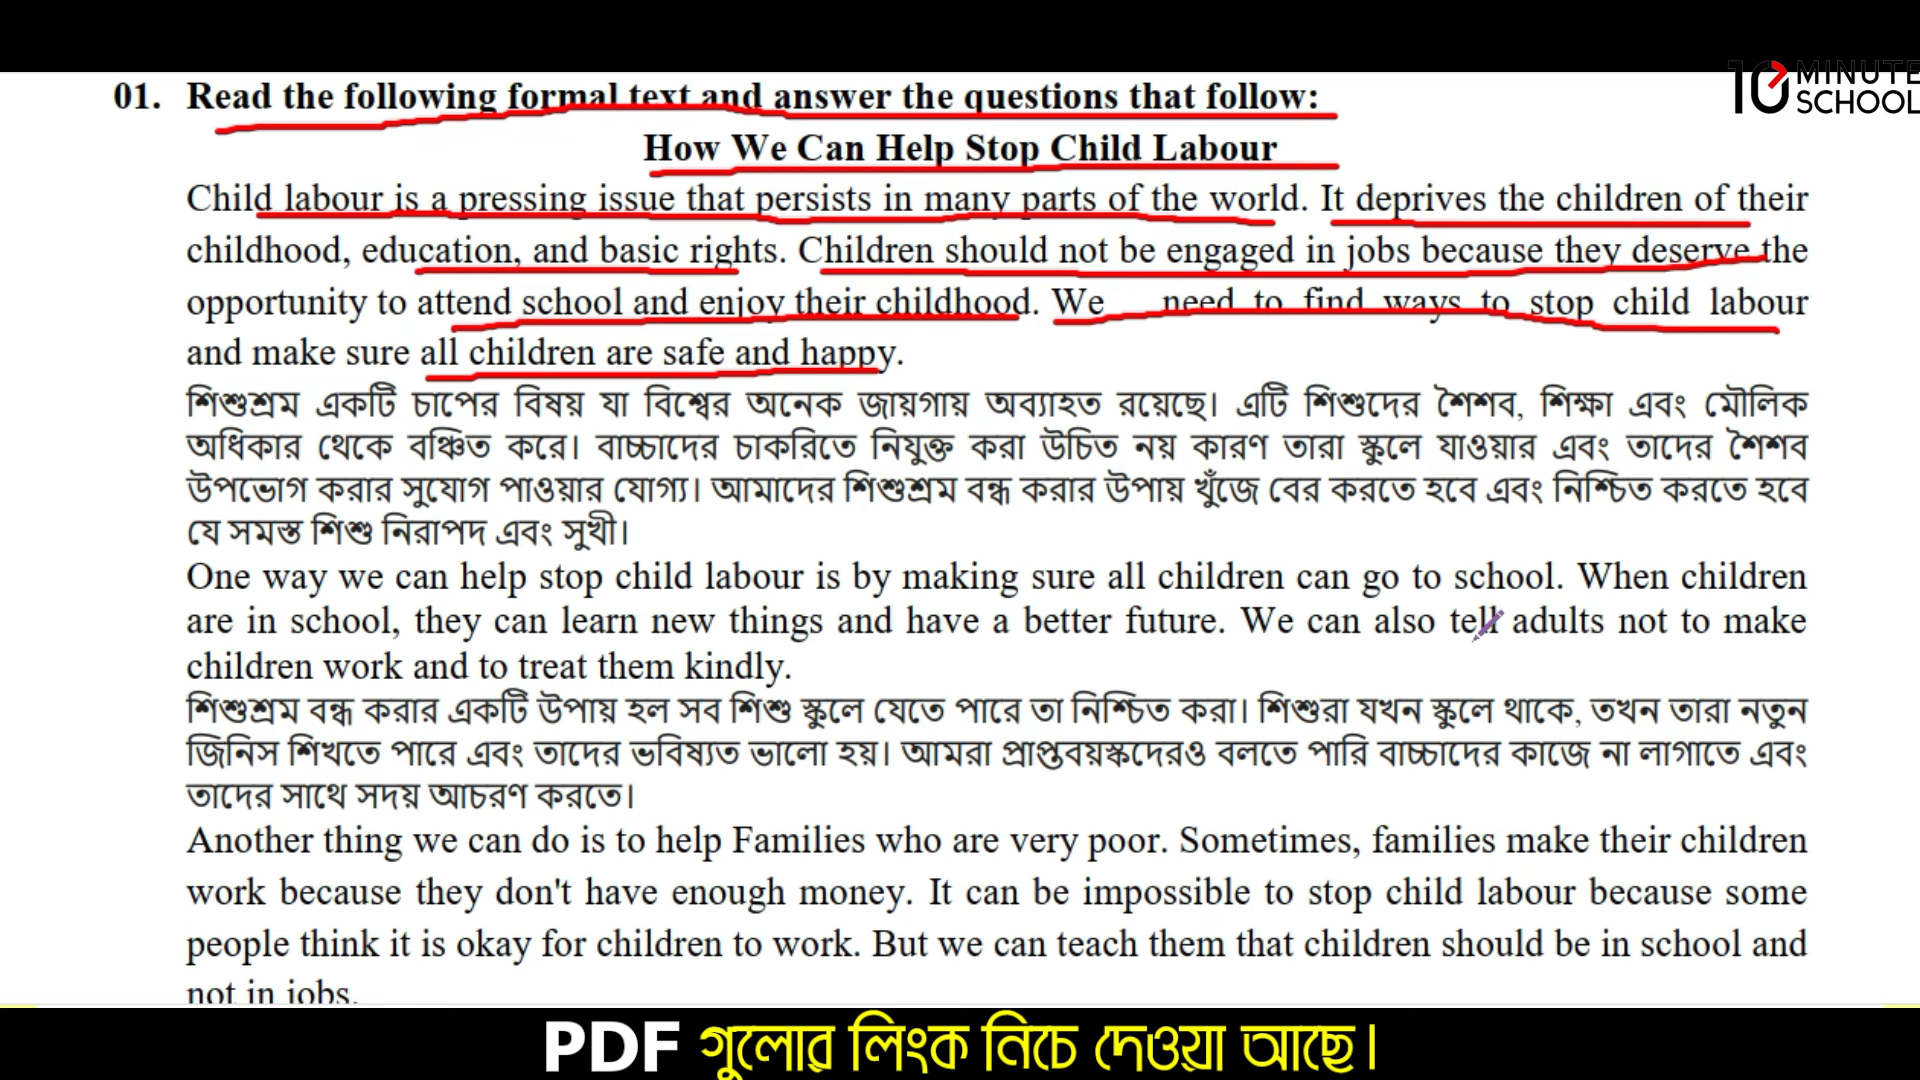 10 MINUTE SCHOOL
01. Read the following formal text and answer the questions that follow:
How We Can Help Stop Child Labour
Child labour is a pressing issue that persists in many parts of the world. It deprives the children of their
childhood, education, and basic rights. Children should not be engaged in jobs because they deserve the
opportunity to attend school and enjoy their childhood. We need to find ways to stop child labour
and make sure all children are safe and happy.
শিশুশ্রম একটি চাপের বিষয় যা বিশ্বের অনেক জায়গায় অব্যাহত রয়েছে। এটি শিশুদের শৈশব, শিক্ষা এবং মৌলিক
অধিকার থেকে বঞ্চিত করে। বাচ্চাদের চাকরিতে নিযুক্ত করা উচিত নয় কারণ তারা স্কুলে যাওয়ার এবং তাদের শৈশব
উপভোগ করার সুযোগ পাওয়ার যোগ্য। আমাদের শিশুশ্রম বন্ধ করার উপায় খুঁজে বের করতে হবে এবং নিশ্চিত করতে হবে
যে সমস্ত শিশু নিরাপদ এবং সুখী।
One way we can help stop child labour is by making sure all children can go to school. When children
are in school, they can learn new things and have a better future. We can also tell adults not to make
children work and to treat them kindly.
শিশুশ্রম বন্ধ করার একটি উপায় হল সব শিশু স্কুলে যেতে পারে তা নিশ্চিত করা। শিশুরা যখন স্কুলে থাকে, তখন তারা নতুন
জিনিস শিখতে পারে এবং তাদের ভবিষ্যত ভালো হয়। আমরা প্রাপ্তবয়স্কদেরও বলতে পারি বাচ্চাদের কাজে না লাগাতে এবং
তাদের সাথে সদয় আচরণ করতে।
Another thing we can do is to help Families who are very poor. Sometimes, families make their children
work because they don't have enough money. It can be impossible to stop child labour because some
people think it is okay for children to work. But we can teach them that children should be in school and
not in jobs.
PDF গুলোর লিংক নিচে দেওয়া আছে।